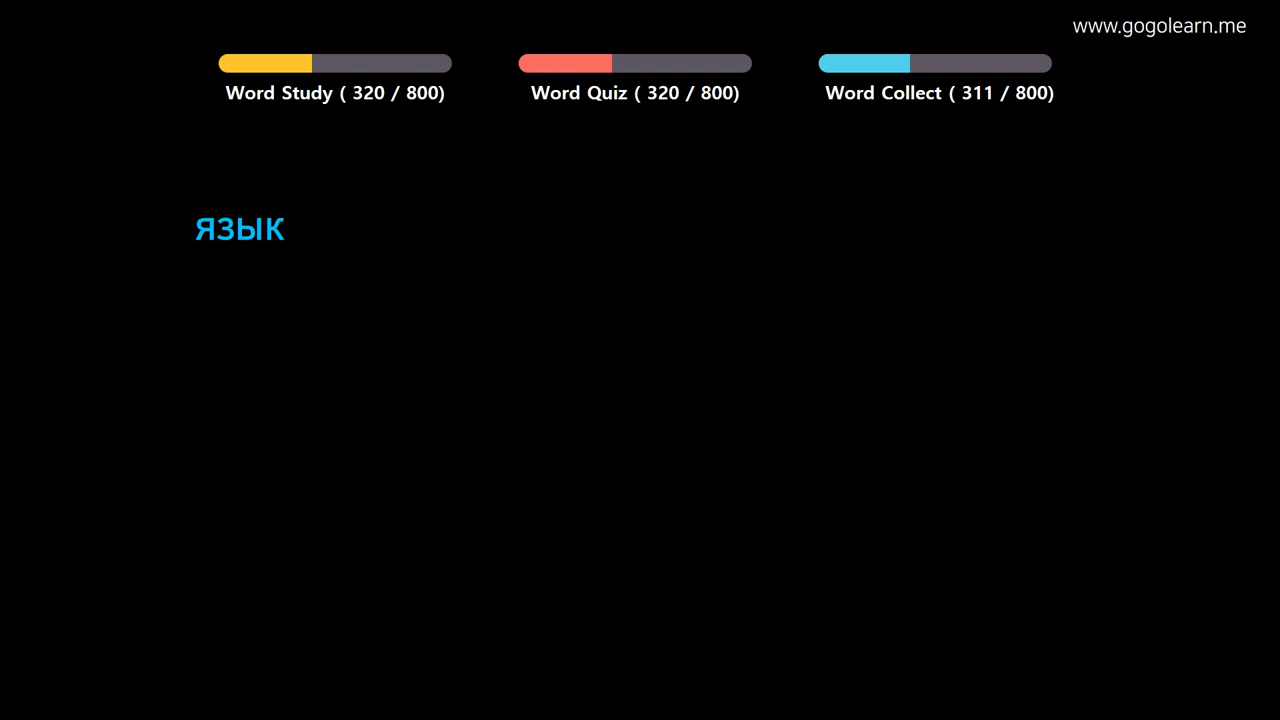 www.gogolearn.me
Word Study ( 320 / 800)
Word Quiz ( 320 / 800)
Word Collect ( 311 / 800)
язык